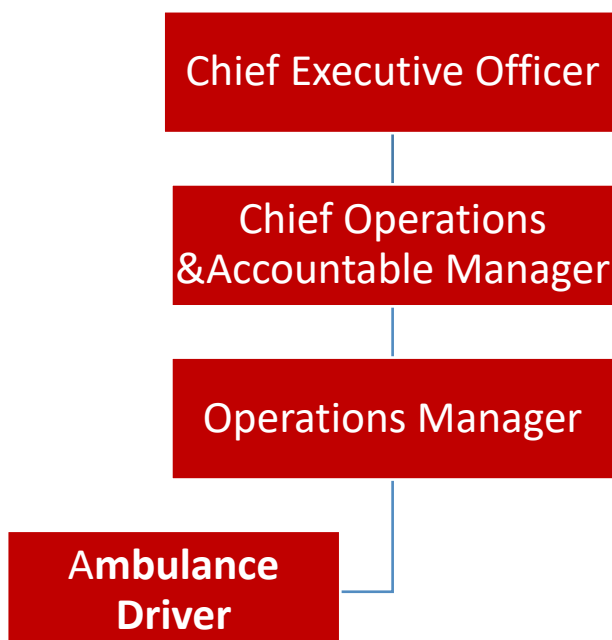 Chief Executive Officer
Chief Operations
&Accountable Manager
Operations Manager
Ambulance
Driver